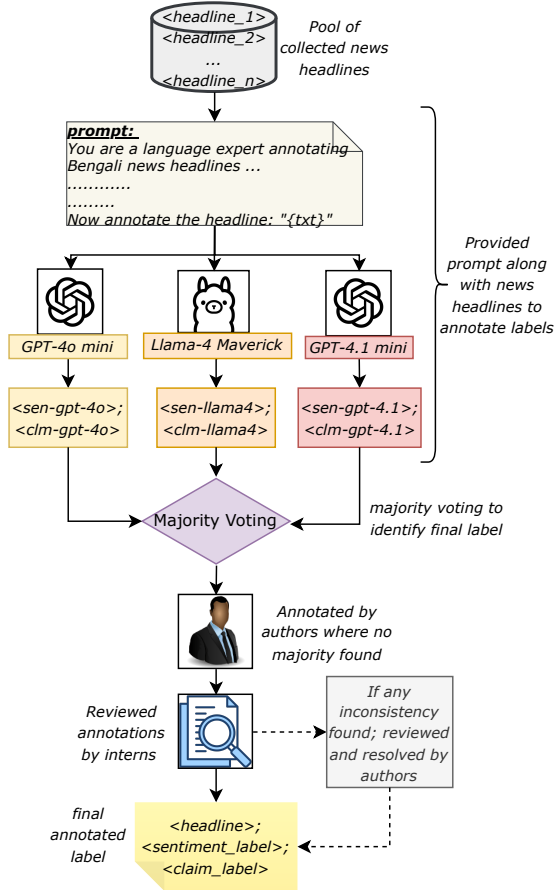 <headline_1>
<headline_2>
...
<headline_n>
Pool of
collected news
headlines
prompt:
You are a language expert annotating
Bengali news headlines ...
............
.........
Now annotate the headline: "{txt}"
Provided
prompt along
with news
headlines to
annotate labels
GPT-4o mini
Llama-4 Maverick
GPT-4.1 mini
<sen-gpt-4o>;
<clm-gpt-4o>
<sen-llama4>;
<clm-llama4>
<sen-gpt-4.1>;
<clm-gpt-4.1>
Majority Voting
majority voting to
identify final label
Annotated by
authors where no
majority found
Reviewed
annotations
by interns
If any
inconsistency
found; reviewed
and resolved by
authors
final
annotated
label
<headline>;
<sentiment_label>;
<claim_label>